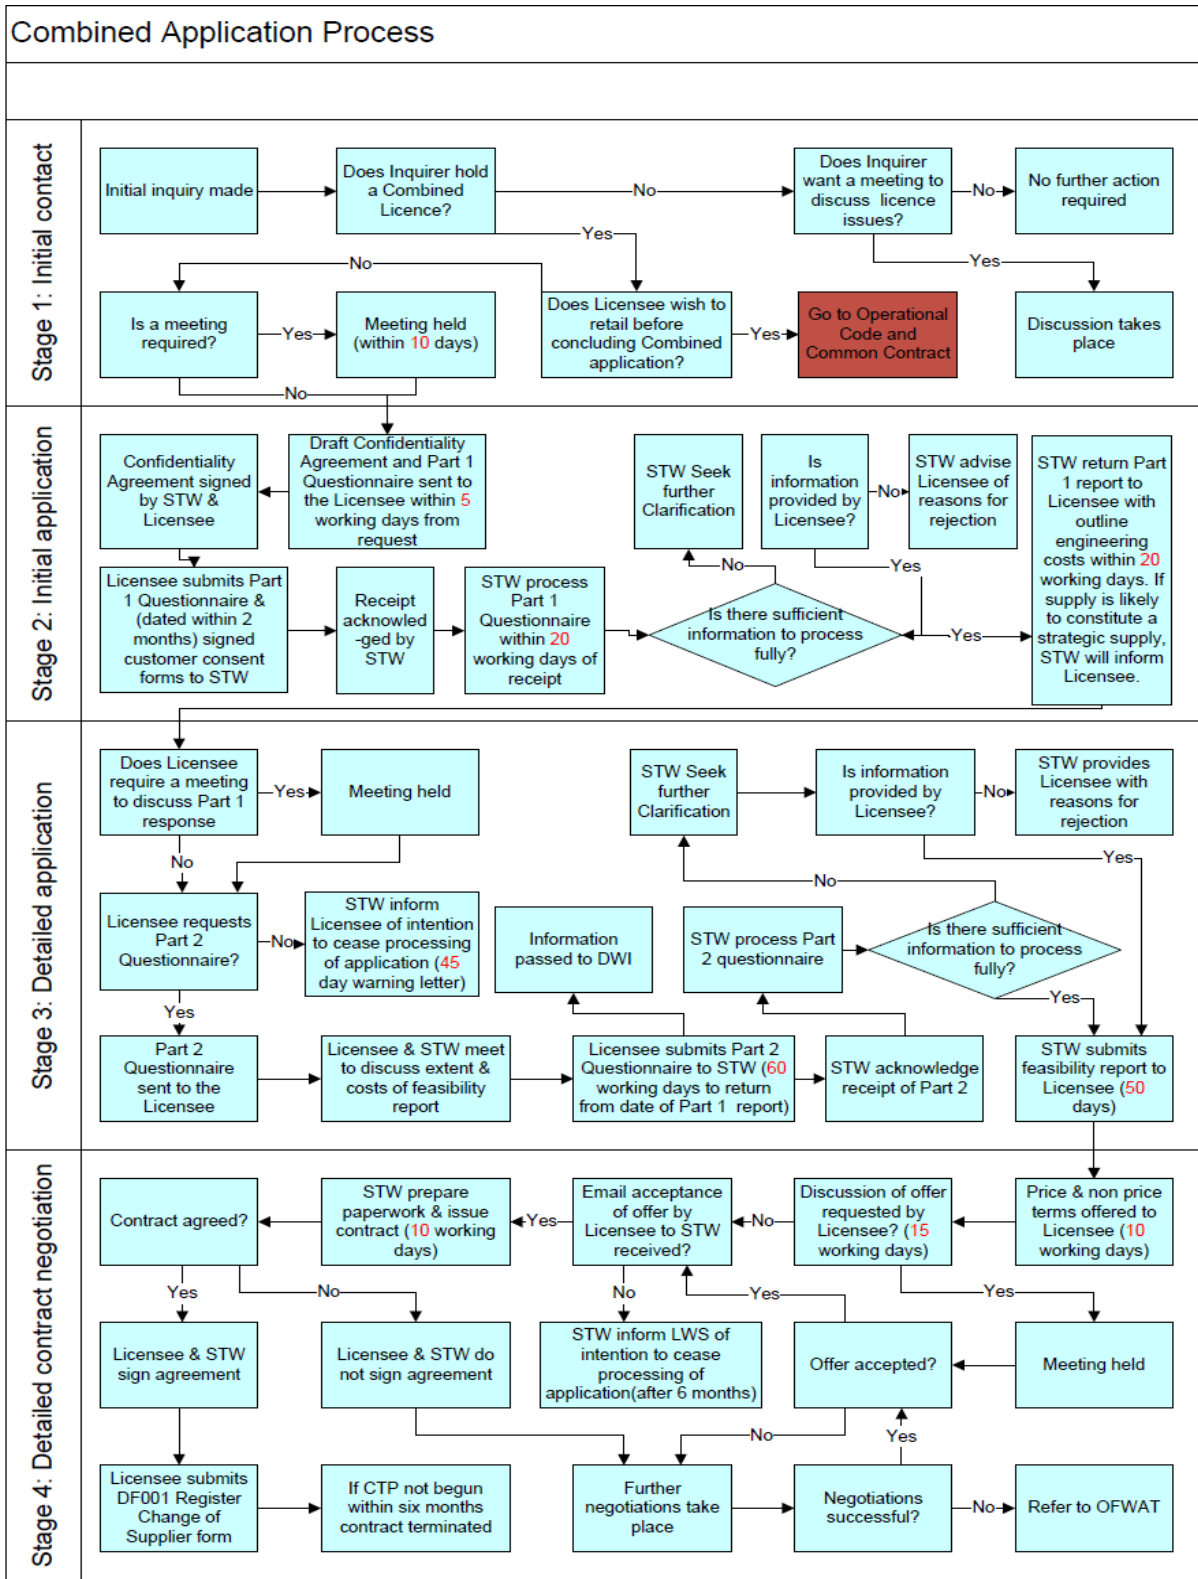 Combined Application Process
Stage 1: Initial contact
Initial inquiry made
Does Inquirer hold
a Combined
Licence?
No
Does Inquirer
want a meeting to
discuss licence
issues?
No
No further action
required
Yes
Yes
No
Is a meeting
required?
Yes
Meeting held
(within 10 days)
Does Licensee wish to
retail before
concluding Combined
application?
Yes
Go to Operational
Code and
Common Contract
Discussion takes
place
No
Stage 2: Initial application
Confidentiality
Agreement signed
by STW &
Licensee
Draft Confidentiality
Agreement and Part 1
Questionnaire sent to
the Licensee within 5
working days from
request
STW Seek
further
Clarification
Is
information
provided by
Licensee?
No
STW advise
Licensee of
reasons for
rejection
STW return Part
1 report to
Licensee with
outline
engineering
costs within 20
working days. If
supply is likely
to constitute a
strategic supply,
STW will inform
Licensee.
No
Yes
Licensee submits Part
1 Questionnaire &
(dated within 2
months) signed
customer consent
forms to STW
Receipt
acknowled
-ged by
STW
STW process
Part 1
Questionnaire
within 20
working days of
receipt
Is there sufficient
information to process
fully?
Yes
Stage 3: Detailed application
Does Licensee
require a meeting
to discuss Part 1
response
Yes
Meeting held
STW Seek
further
Clarification
Is information
provided by
Licensee?
No
STW provides
Licensee with
reasons for
rejection
No
Yes
No
Licensee requests
Part 2
Questionnaire?
No
STW inform
Licensee of intention
to cease processing
of application (45
day warning letter)
Information
passed to DWI
STW process Part
2 questionnaire
Is there sufficient
information to process
fully?
Yes
Yes
Part 2
Questionnaire
sent to the
Licensee
Licensee & STW meet
to discuss extent &
costs of feasibility
report
Licensee submits Part 2
Questionnaire to STW (60
working days to return
from date of Part 1 report)
STW acknowledge
receipt of Part 2
STW submits
feasibility report to
Licensee (50
days)
Stage 4: Detailed contract negotiation
Contract agreed?
STW prepare
paperwork & issue
contract (10 working
days)
Yes
Email acceptance
of offer by
Licensee to STW
received?
No
Discussion of offer
requested by
Licensee? (15
working days)
Price & non price
terms offered to
Licensee (10
working days)
Yes
No
No
Yes
Yes
Licensee & STW
sign agreement
Licensee & STW do
not sign agreement
STW inform LWS of
intention to cease
processing of
application(after 6 months)
Offer accepted?
Meeting held
No
Yes
Licensee submits
DF001 Register
Change of
Supplier form
If CTP not begun
within six months
contract terminated
Further
negotiations take
place
Negotiations
successful?
No
Refer to OFWAT